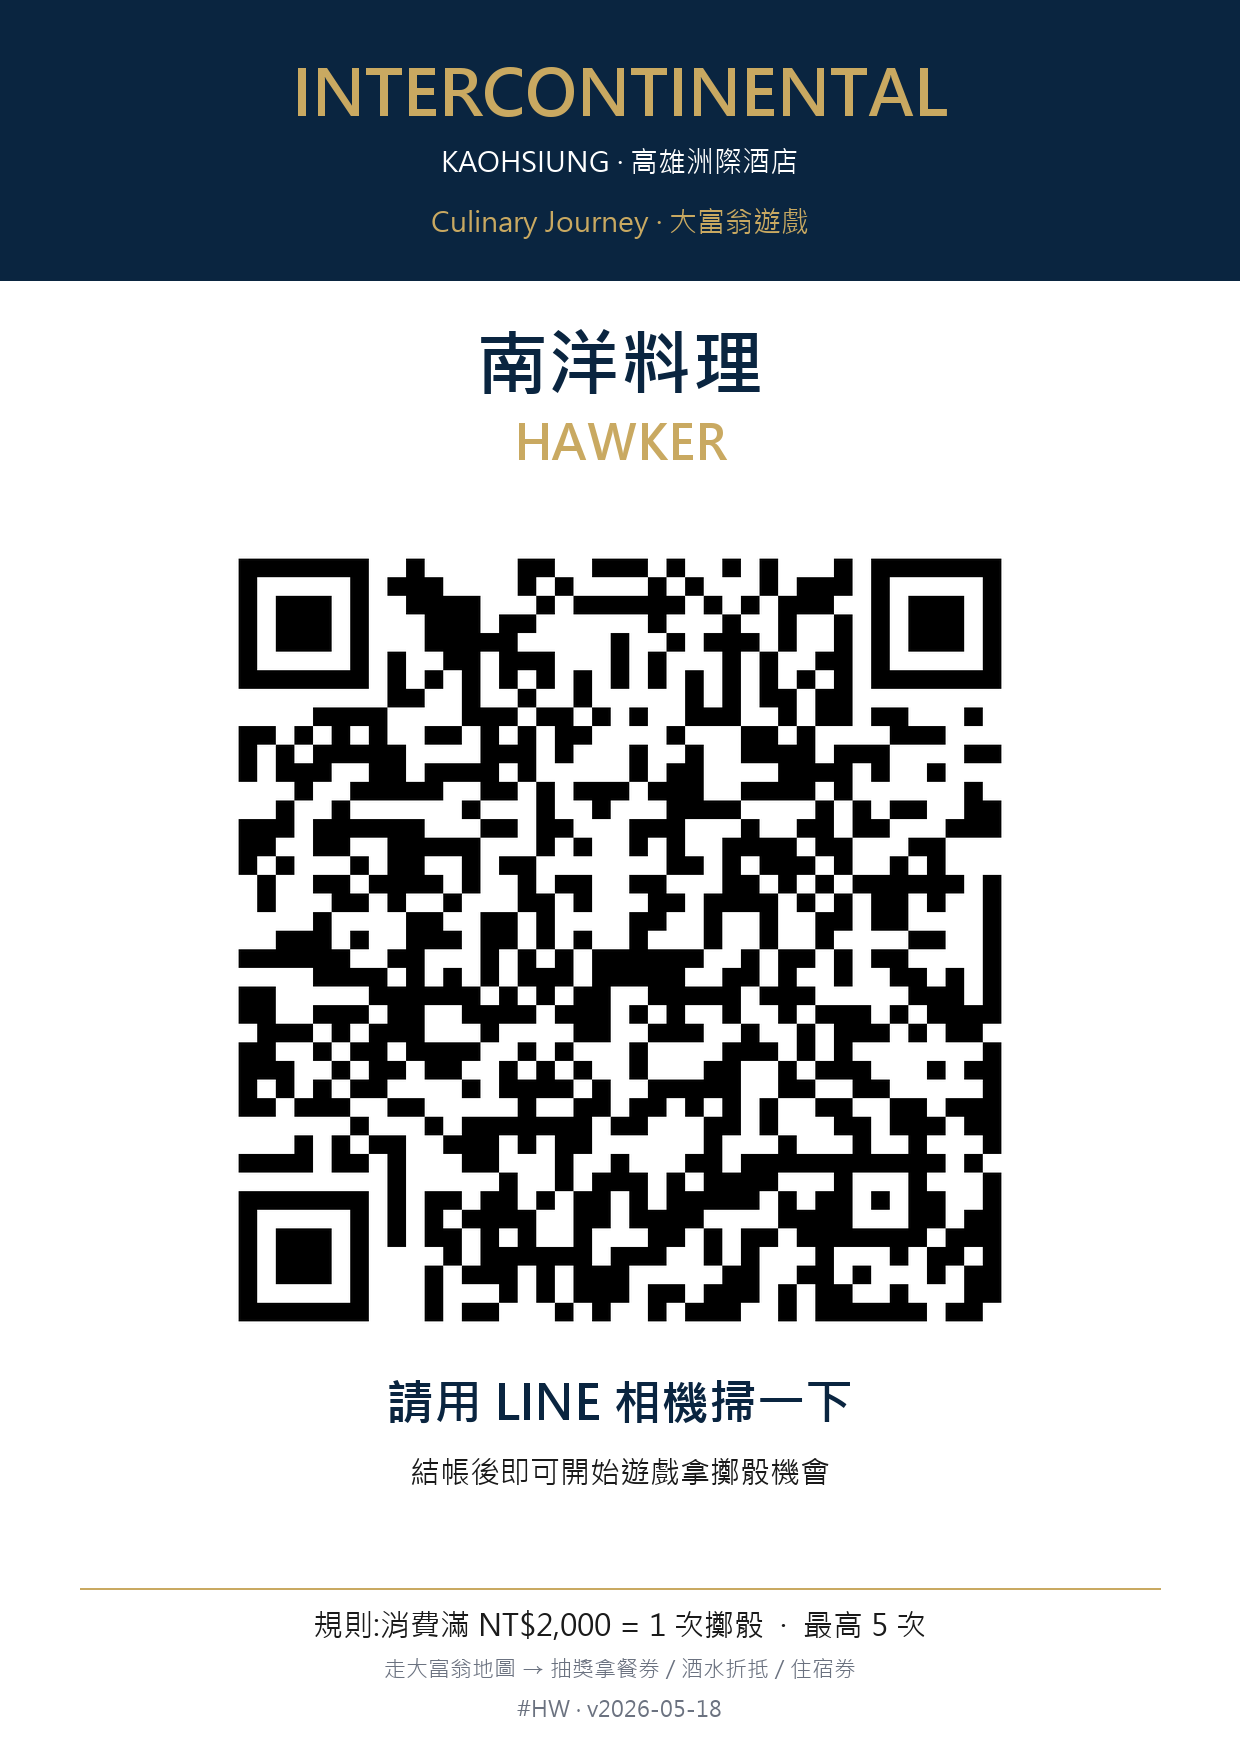 INTERCONTINENTAL
KAOHSIUNG · 高雄洲際酒店
Culinary Journey · 大富翁遊戲
南洋料理
HAWKER
請用 LINE 相機掃一下
結帳後即可開始遊戲拿擲骰機會
規則:消費滿 NT$2,000 = 1 次擲骰 · 最高 5 次
走大富翁地圖 → 抽獎拿餐券 / 酒水折抵 / 住宿券
#HW · v2026-05-18